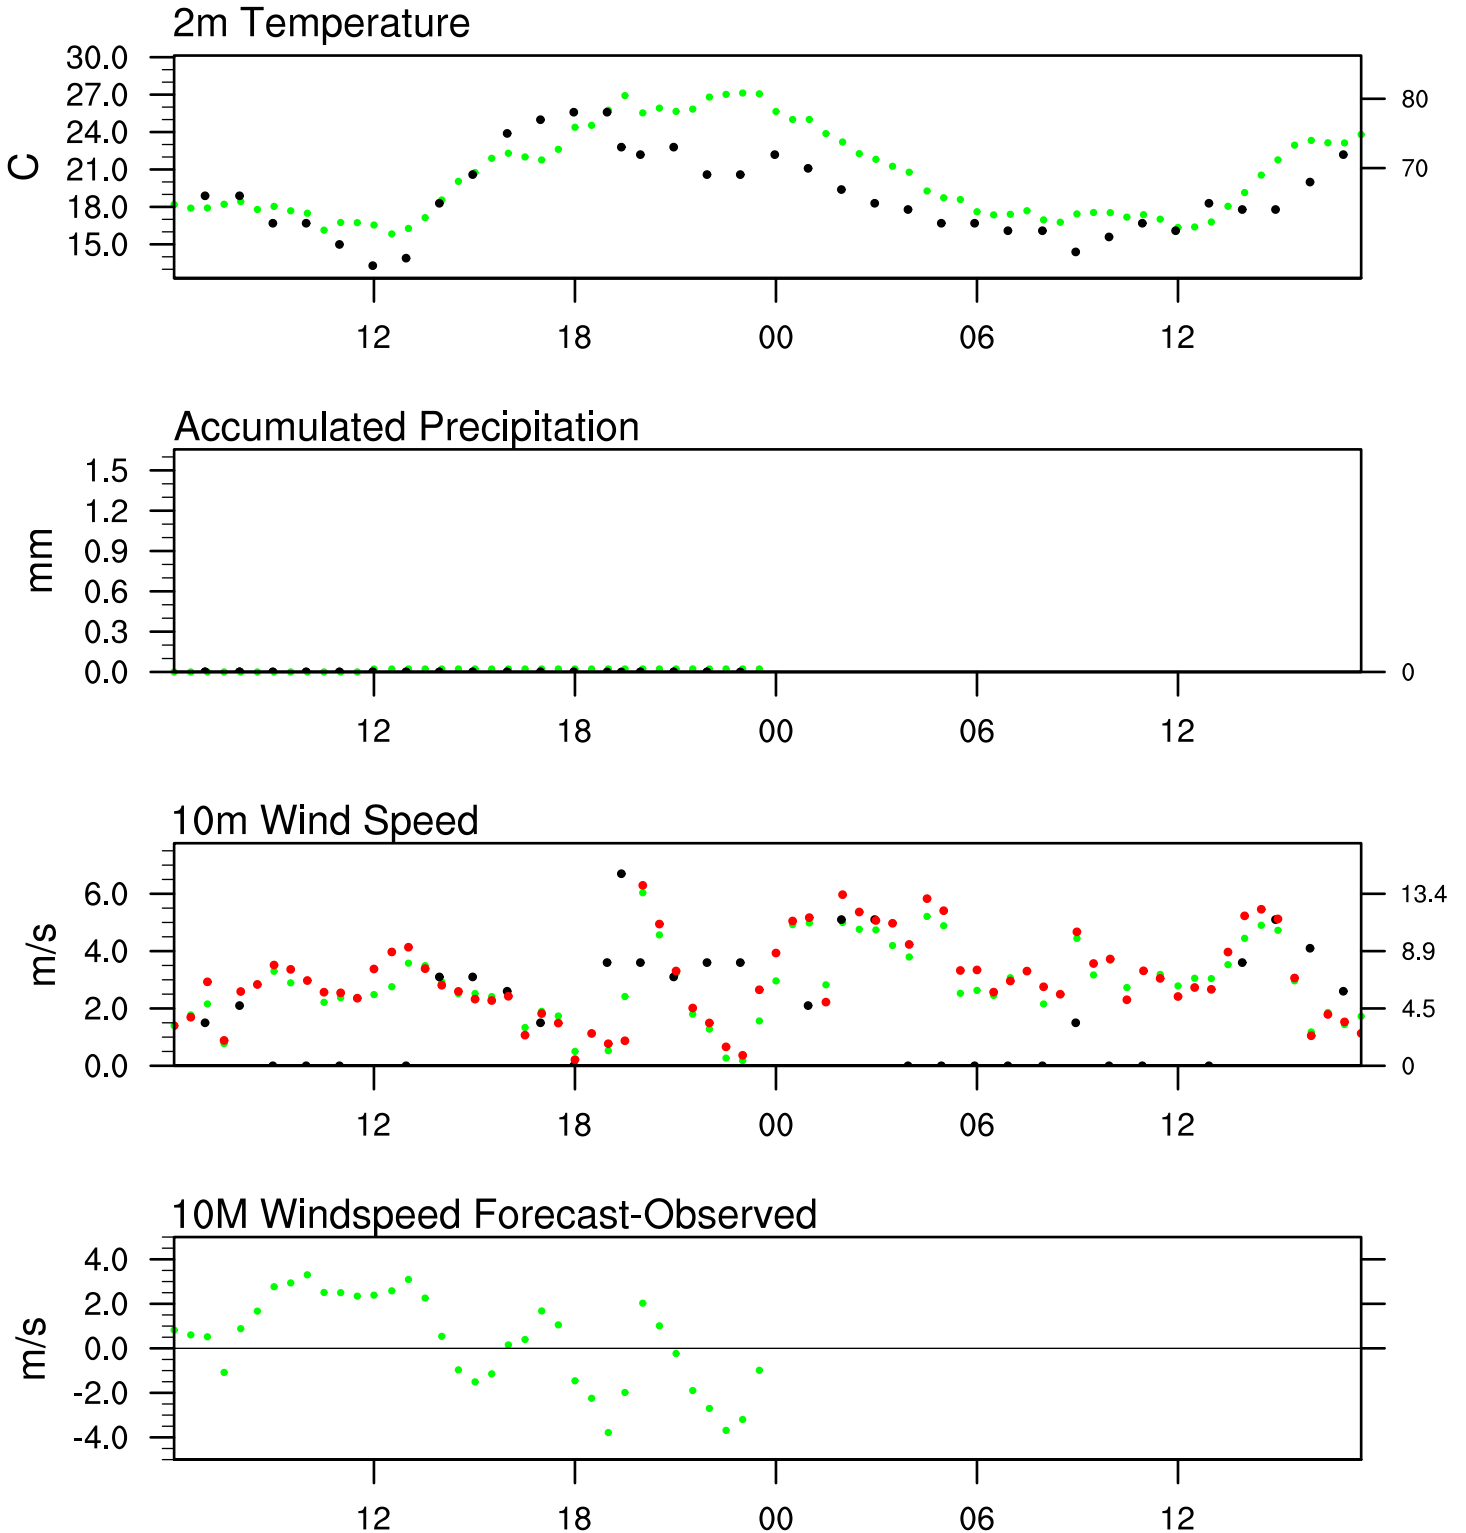 2m Temperature
30.0
27.0
24.0
21.0
18.0
15.0
C
80
70
12 18 00 06 12
Accumulated Precipitation
1.5
1.2
0.9
0.6
0.3
0.0
mm
0
12 18 00 06 12
10m Wind Speed
6.0
4.0
2.0
0.0
m/s
13.4
8.9
4.5
0
12 18 00 06 12
10M Windspeed Forecast-Observed
4.0
2.0
0.0
-2.0
-4.0
m/s
12 18 00 06 12